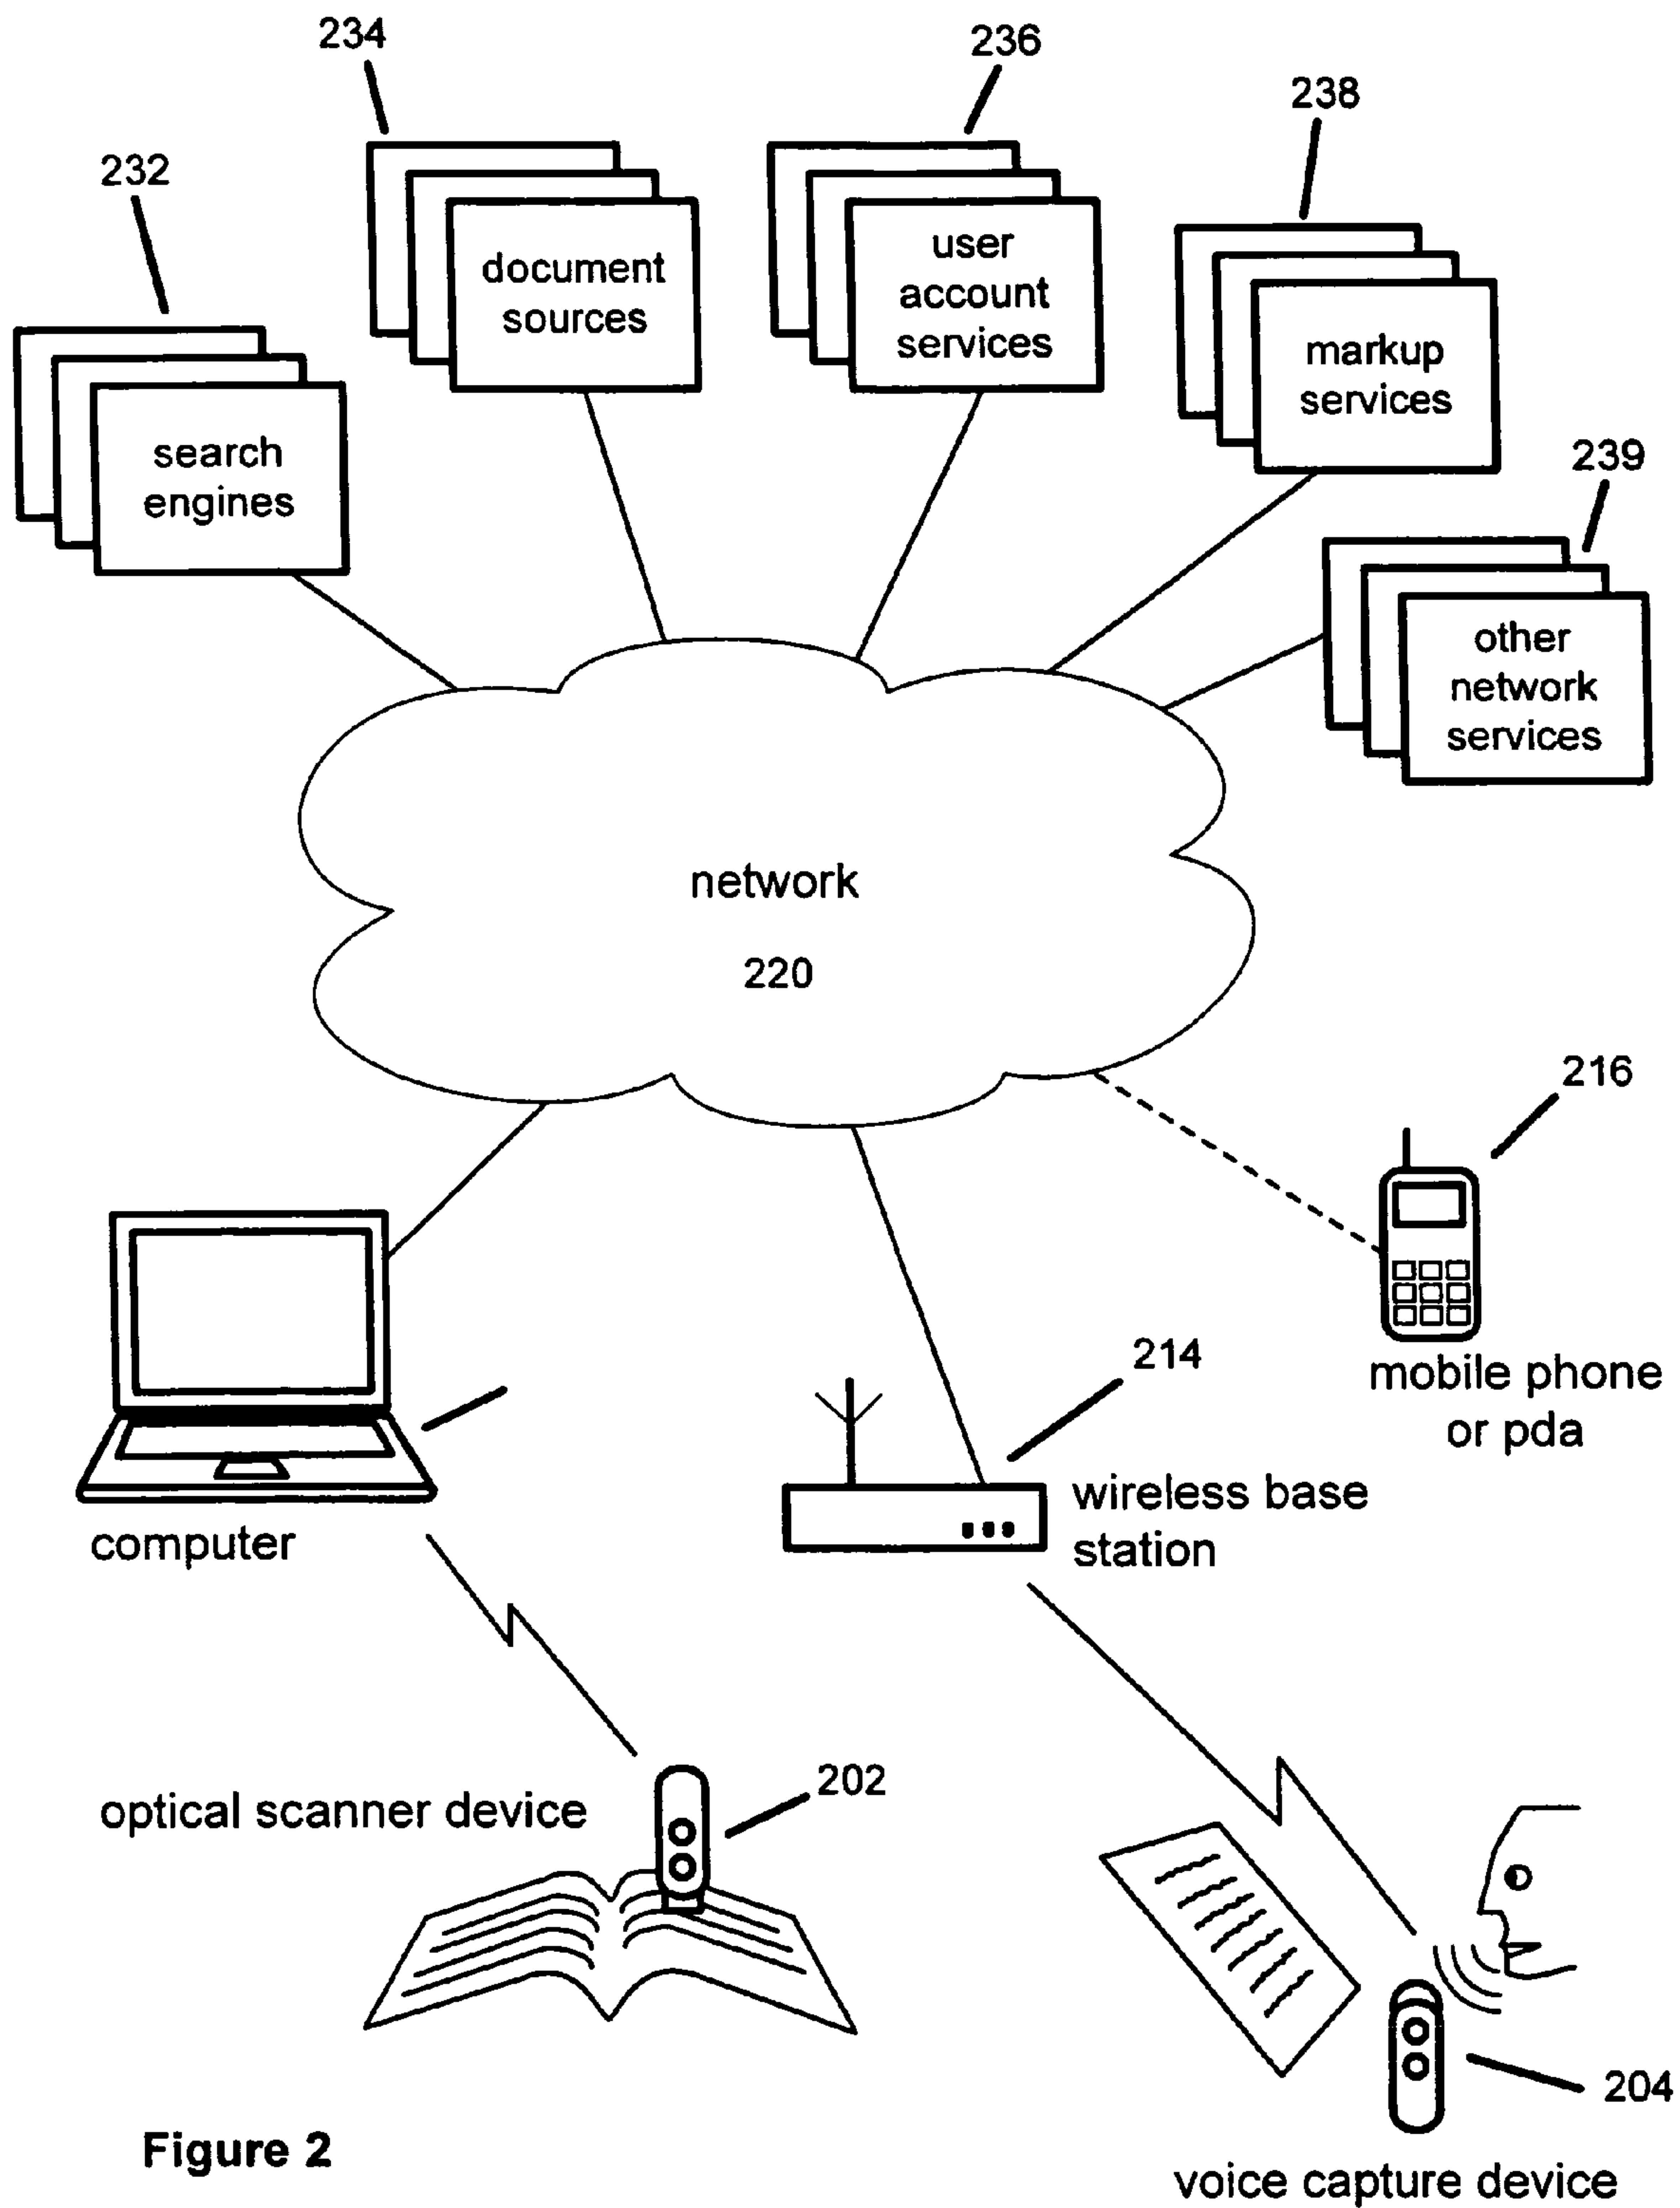 234
236
238
232
document
sources
user
account
services
markup
services
search
engines
239
other
network
services
network
220
216
mobile phone
or pda
214
wireless base
station
computer
optical scanner device
202
204
Figure 2
voice capture device